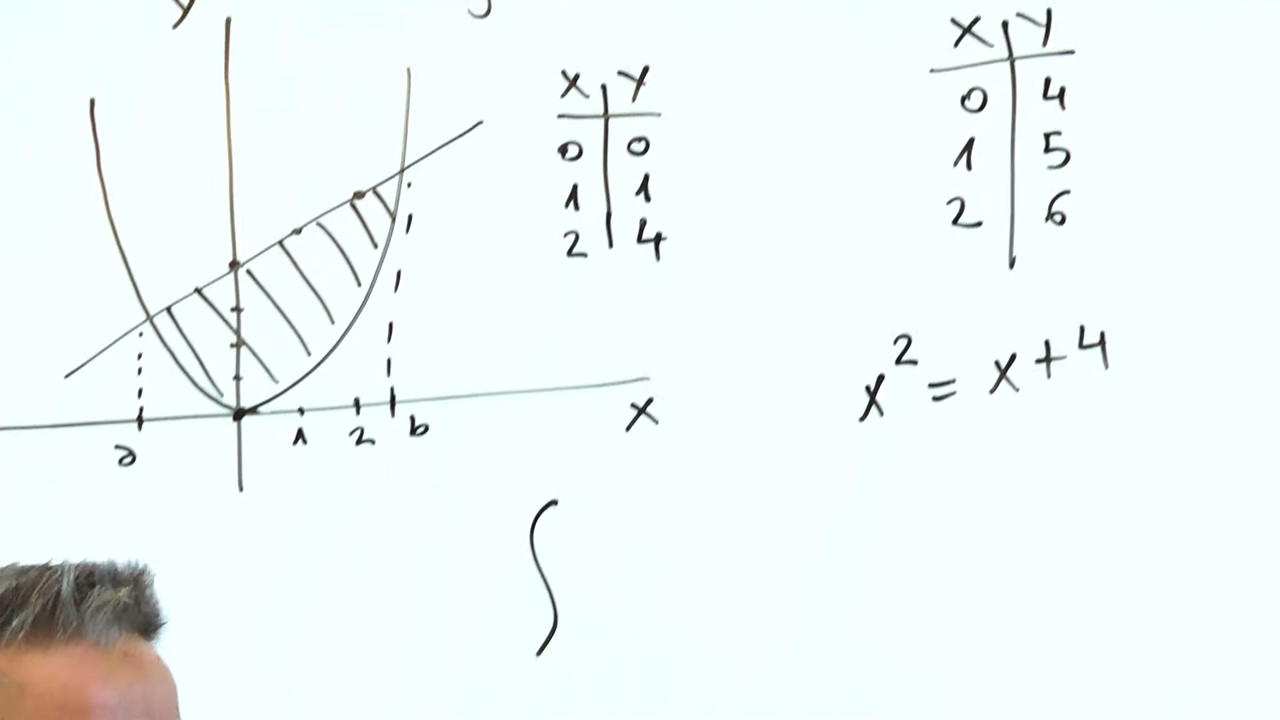 y
X Y
0 0
1 1
2 4
X Y
0 4
1 5
2 6
x² = x + 4
X
1 2 b
a
∫